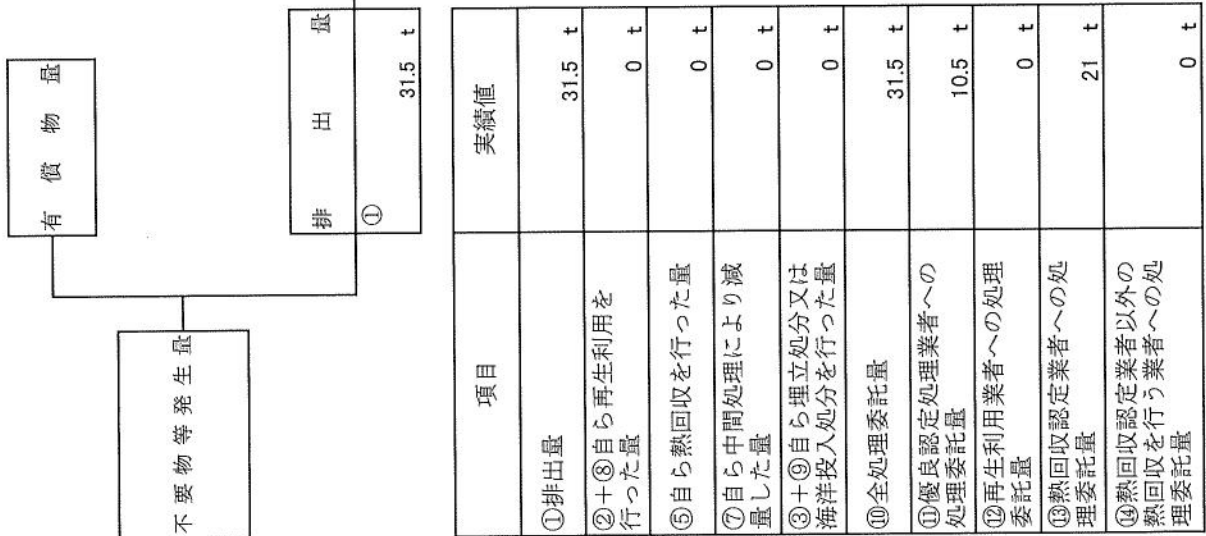 有 償 物 量
不 要 物 等 発 生 量
排 出 量
①
31.5 t
項目 実績値
①排出量 31.5 t
②+⑧自ら再生利用を
行った量 0 t
⑤自ら熱回収を行った量 0 t
⑦自ら中間処理により減
量した量 0 t
③+⑨自ら埋立処分又は
海洋投入処分を行った量 0 t
⑩全処理委託量 31.5 t
⑪優良認定処理業者への
処理委託量 10.5 t
⑫再生利用業者への処理
委託量 0 t
⑬熱回収認定業者への処
理委託量 21 t
⑭熱回収認定業者以外の
熱回収を行う業者への処
理委託量 0 t